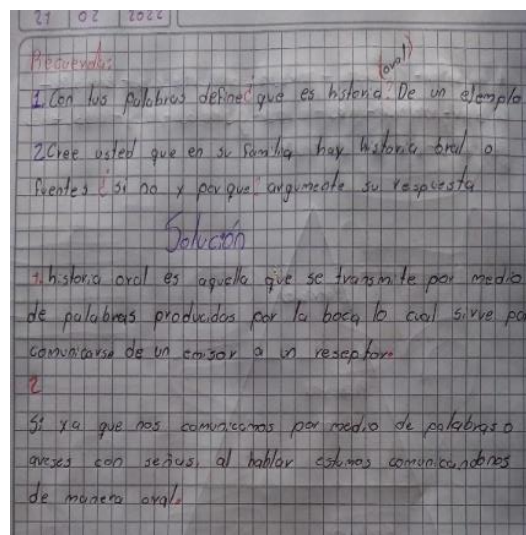 21 02 2022
Recuerda:
(oral)
1. Con tus palabras define¿ que es historia? De un ejemplo
2. Cree usted que en su familia hay historia oral o
fuentes ¿si no y por que? argumente su respuesta
Solución
1. historia oral es aquella que se transmite por medio
de palabras producidas por la boca lo cual sirve pa
comunicarse de un emisor a un receptor.
2
Si ya que nos comunicamos por medio de palabras o
aveses con señas, al hablar estamos comunicandonos
de manera oral.